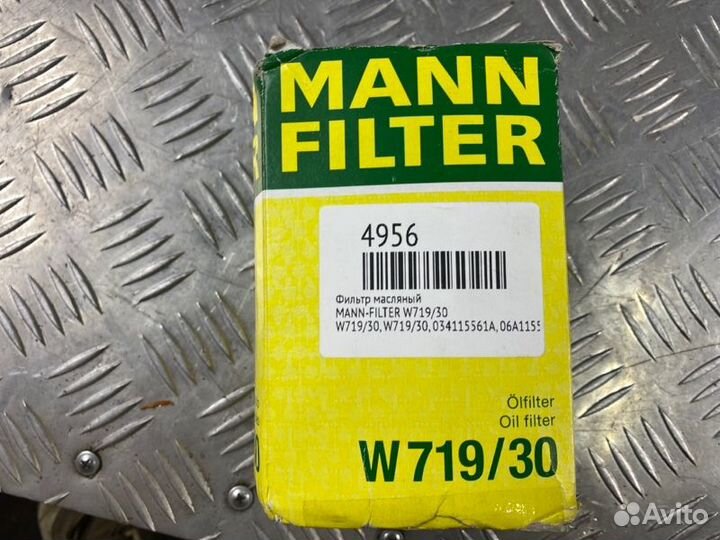 MANN
FILTER
4956
Фильтр масляный
MANN-FILTER W719/30
W719/30, W719/30, 034115561A, 06A1155
Ölfilter
Oil filter
W 719/30
Avito